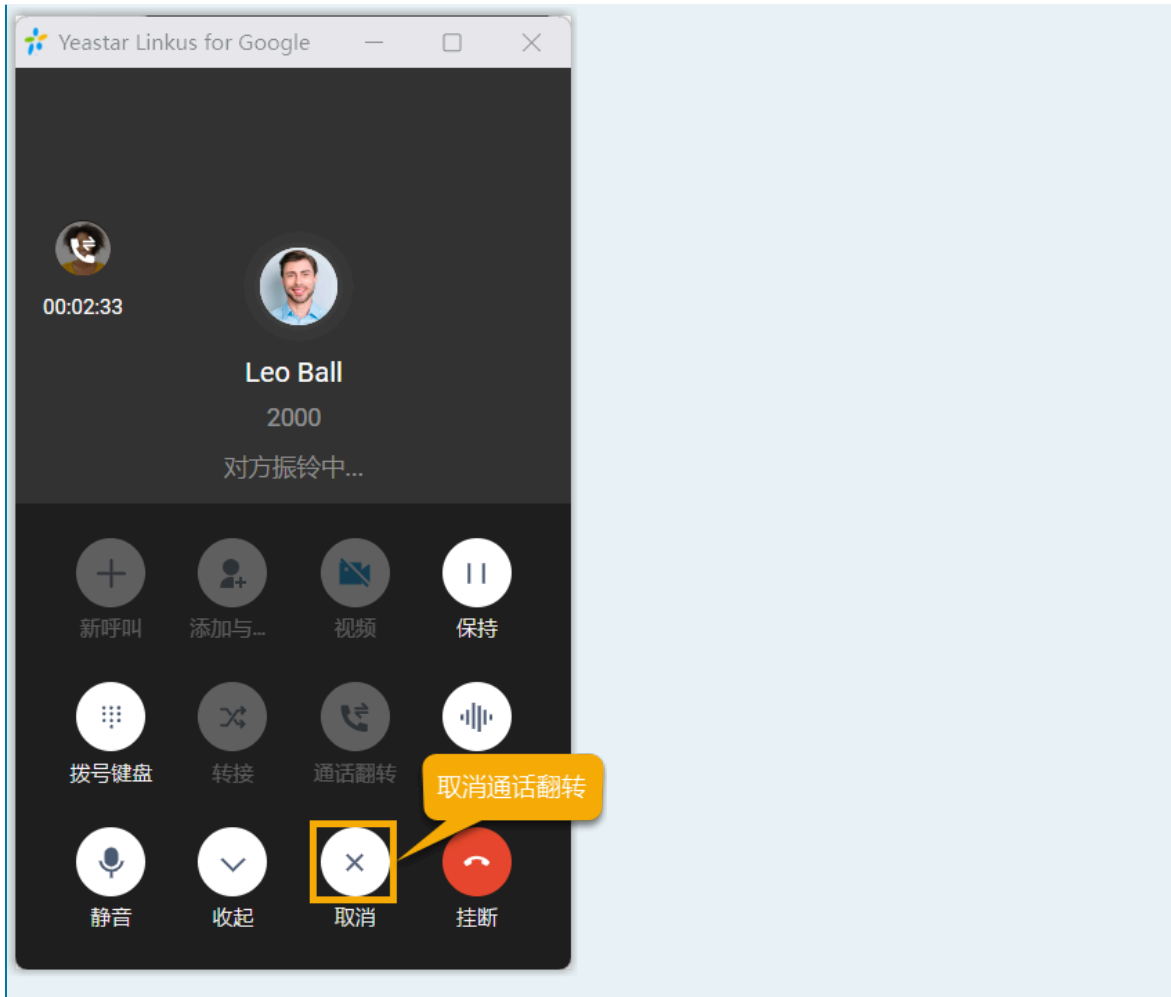 Yeastar Linkus for Google
00:02:33
Leo Ball
2000
对方振铃中...
新呼叫
添加与...
视频
保持
拨号键盘
转接
通话翻转
取消通话翻转
静音
收起
取消
挂断